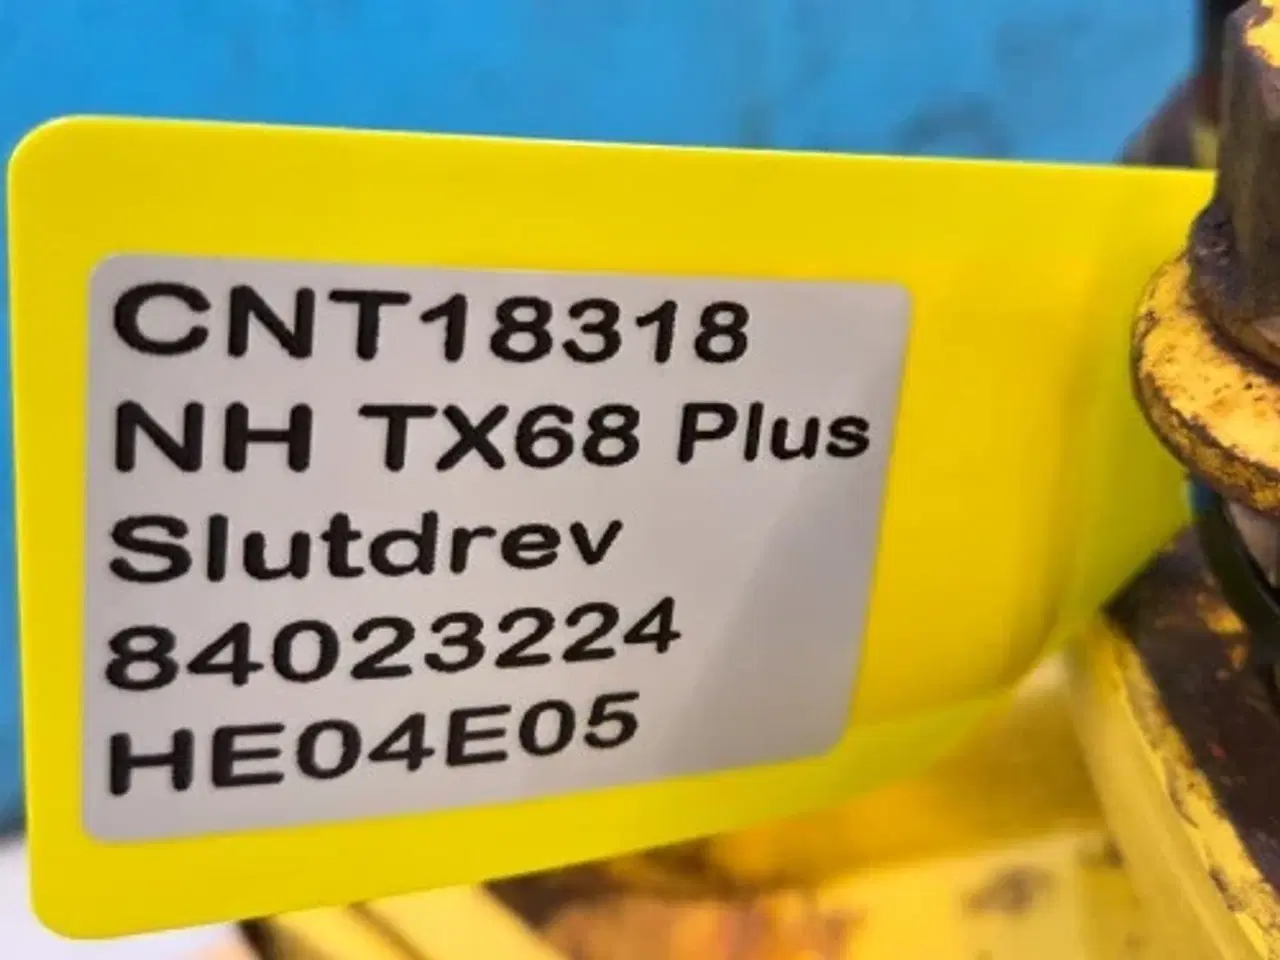 CNT18318
NH TX68 Plus
Slutdrev
84023224
HE04E05